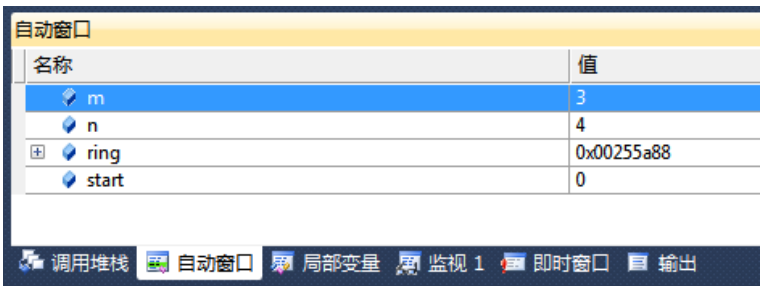 自动窗口
名称 值
m 3
n 4
ring 0x00255a88
start 0
调用堆栈 自动窗口 局部变量 监视 1 即时窗口 输出